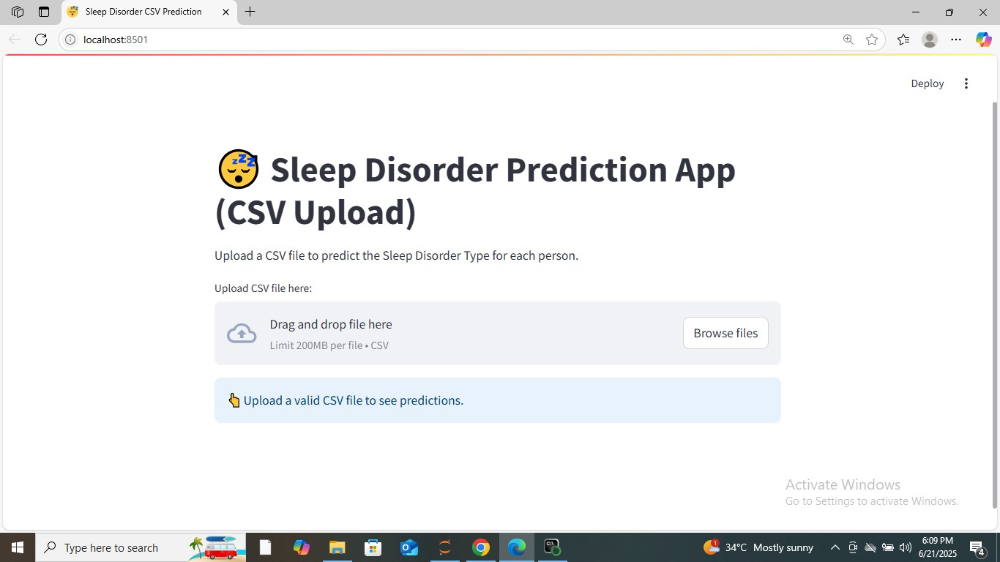 Sleep Disorder CSV Prediction
localhost:8501
Deploy
Sleep Disorder Prediction App
(CSV Upload)
Upload a CSV file to predict the Sleep Disorder Type for each person.
Upload CSV file here:
Drag and drop file here
Limit 200MB per file • CSV
Browse files
Upload a valid CSV file to see predictions.
Activate Windows
Go to Settings to activate Windows.
Type here to search
1
34°C Mostly sunny
6:09 PM
6/21/2025
4